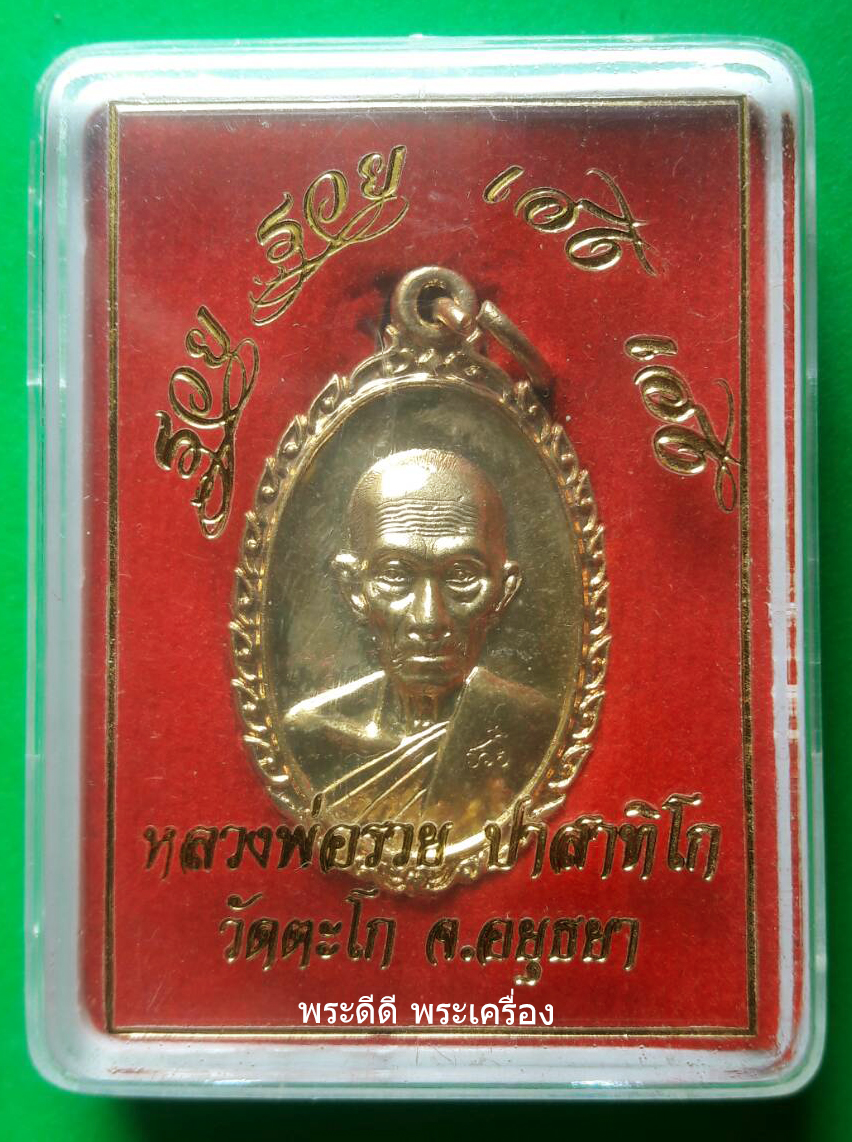 รวย รวย เฮง เฮง
หลวงพ่อรวย ปาสาทิโก
วัดตะโก จ.อยุธยา
พระดีดี พระเครื่อง